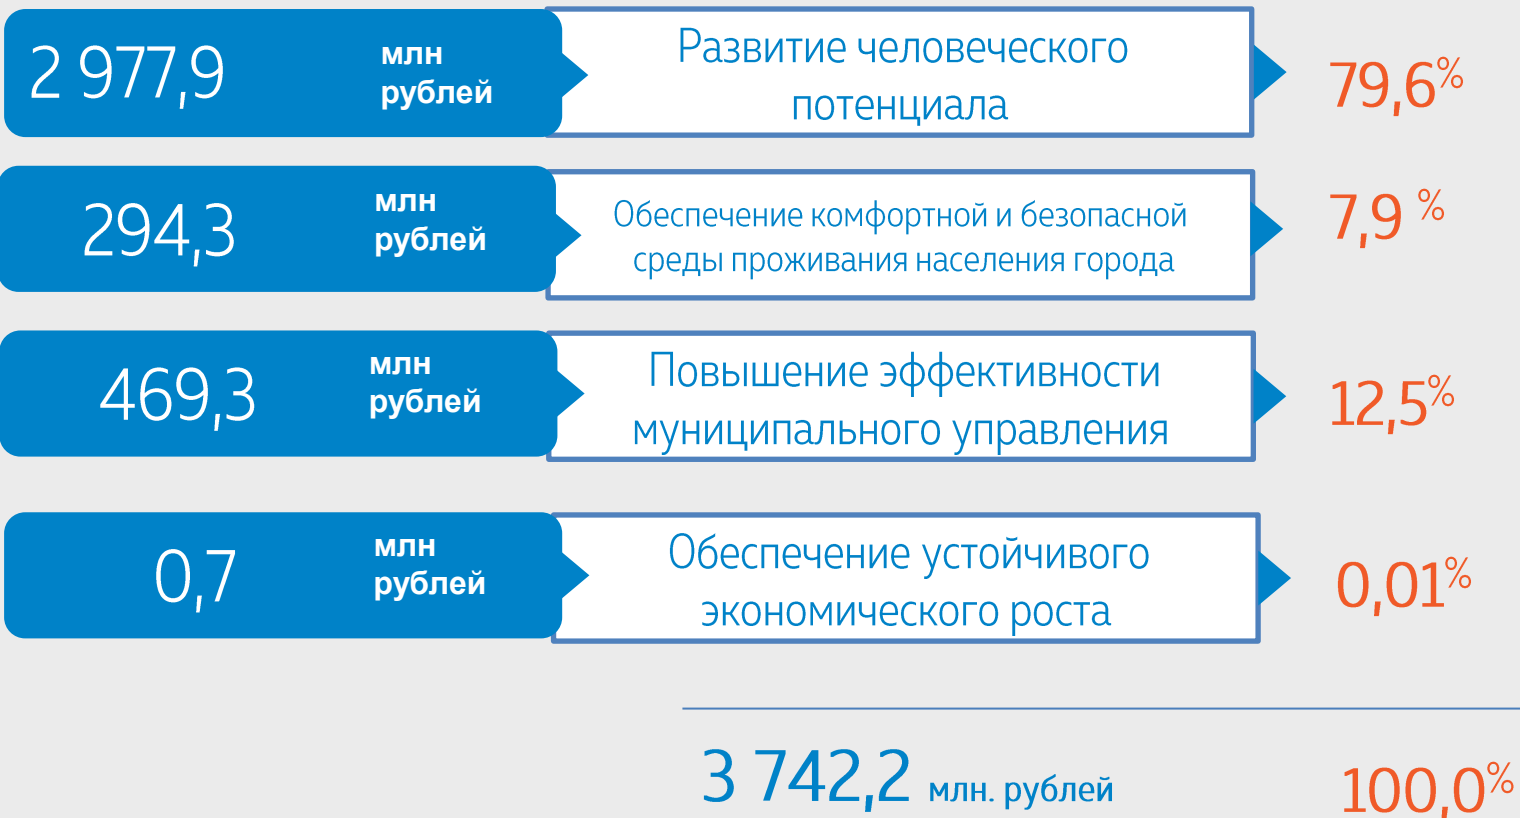 2 977,9
млн
рублей
Развитие человеческого
потенциала
79,6%
294,3
млн
рублей
Обеспечение комфортной и безопасной
среды проживания населения города
7,9 %
469,3
млн
рублей
Повышение эффективности
муниципального управления
12,5%
0,7
млн
рублей
Обеспечение устойчивого
экономического роста
0,01%
3 742,2 млн. рублей
100,0%